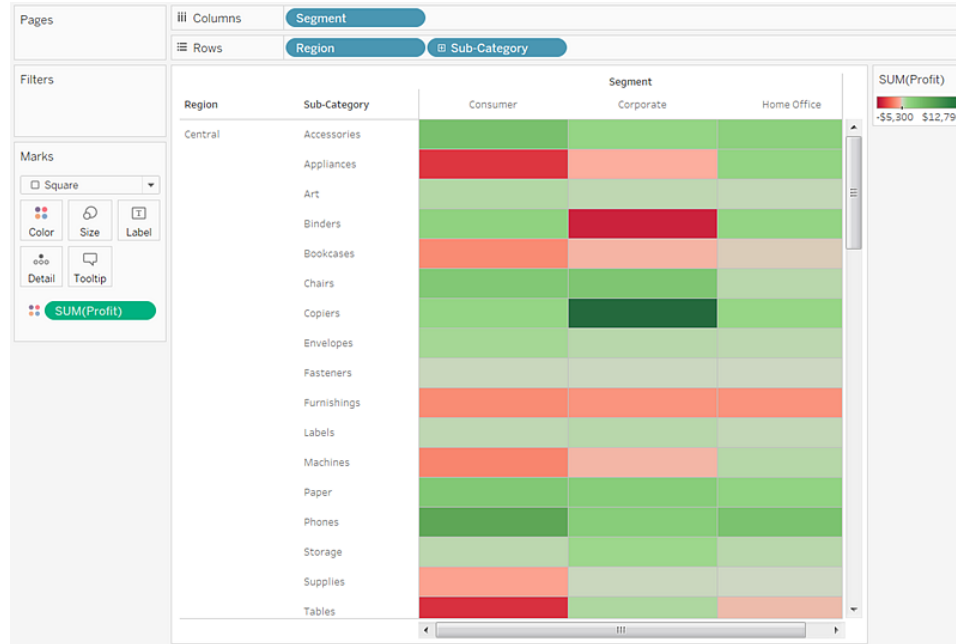 Pages
Columns Segment
Rows Region Sub-Category
Filters
Marks
Square
Color Size Label
Detail Tooltip
SUM(Profit)
Segment
Region Sub-Category Consumer Corporate Home Office
Central Accessories
Appliances
Art
Binders
Bookcases
Chairs
Copiers
Envelopes
Fasteners
Furnishings
Labels
Machines
Paper
Phones
Storage
Supplies
Tables
SUM(Profit)
-$5,300 $12,79